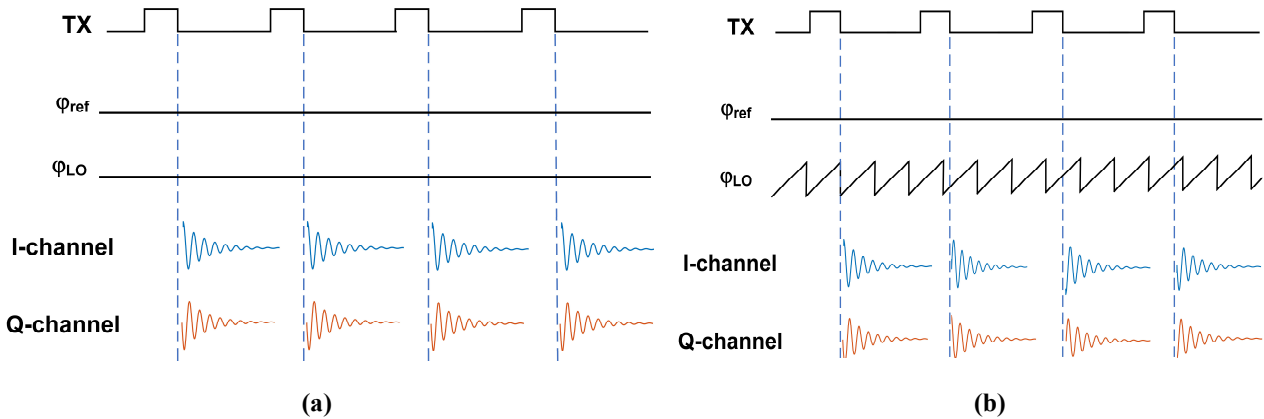 TX
φref
φLO
I-channel
Q-channel
(a)
TX
φref
φLO
I-channel
Q-channel
(b)